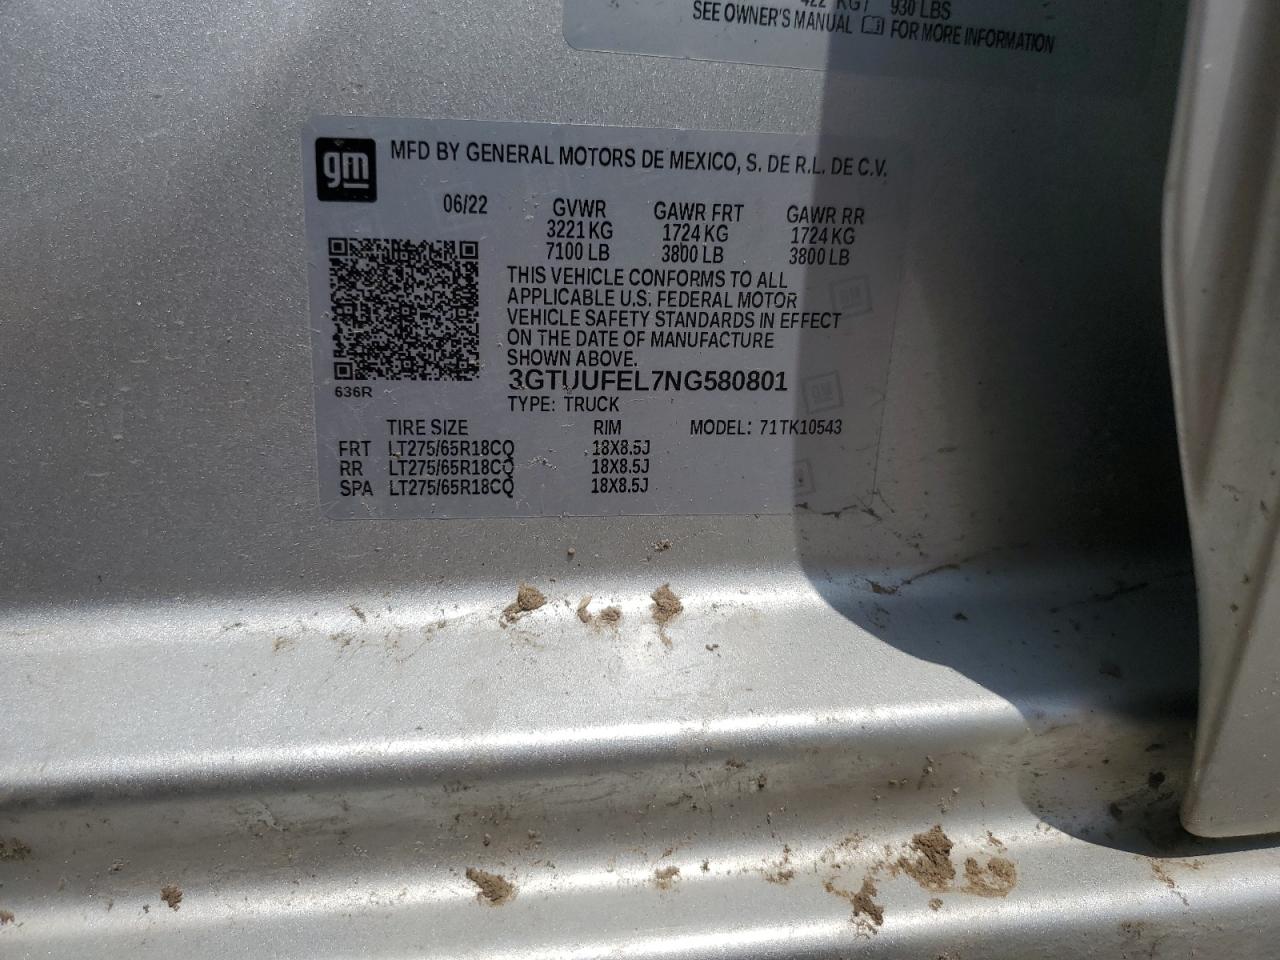 422 KG / 930 LBS
SEE OWNER'S MANUAL FOR MORE INFORMATION
gm
MFD BY GENERAL MOTORS DE MEXICO, S. DE R.L. DE C.V.
06/22 GVWR GAWR FRT GAWR RR
3221 KG 1724 KG 1724 KG
7100 LB 3800 LB 3800 LB
THIS VEHICLE CONFORMS TO ALL
APPLICABLE U.S. FEDERAL MOTOR
VEHICLE SAFETY STANDARDS IN EFFECT
ON THE DATE OF MANUFACTURE
SHOWN ABOVE.
3GTUUFEL7NG580801
636R
TYPE: TRUCK
TIRE SIZE RIM MODEL: 71TK10543
FRT LT275/65R18CQ 18X8.5J
RR LT275/65R18CQ 18X8.5J
SPA LT275/65R18CQ 18X8.5J